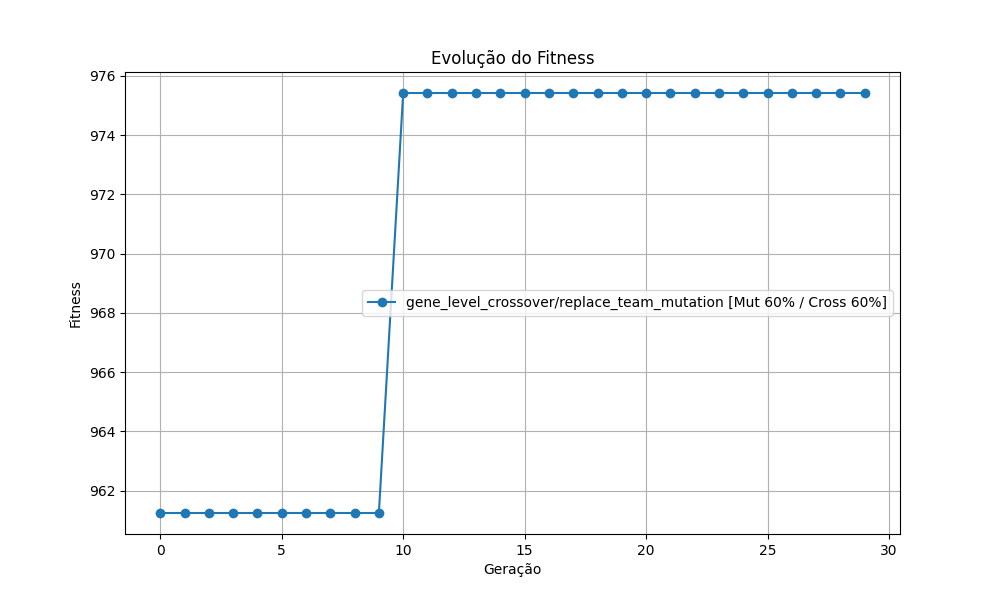 Evolução do Fitness
976
974
972
970
968
966
964
962
Fitness
gene_level_crossover/replace_team_mutation [Mut 60% / Cross 60%]
0 5 10 15 20 25 30
Geração